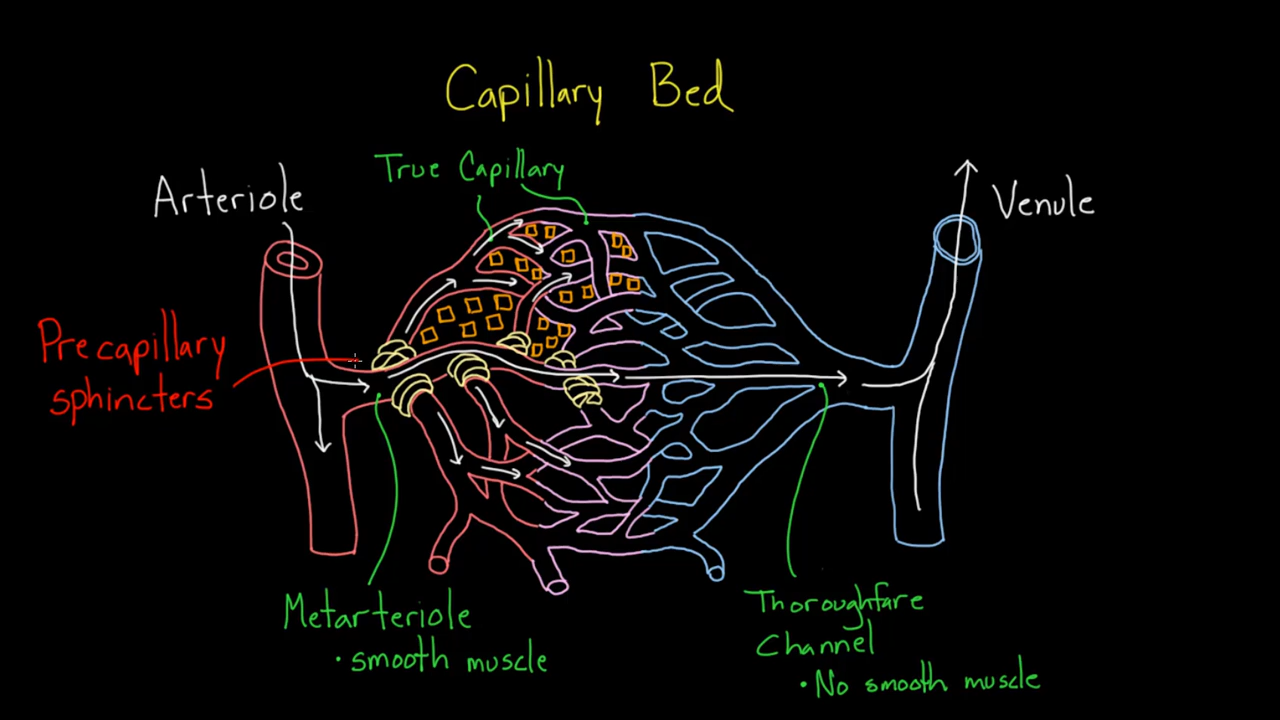 Capillary Bed
True Capillary
Arteriole
Venule
Precapillary
sphincters
Metarteriole
• smooth muscle
Thoroughfare
Channel
• No smooth muscle